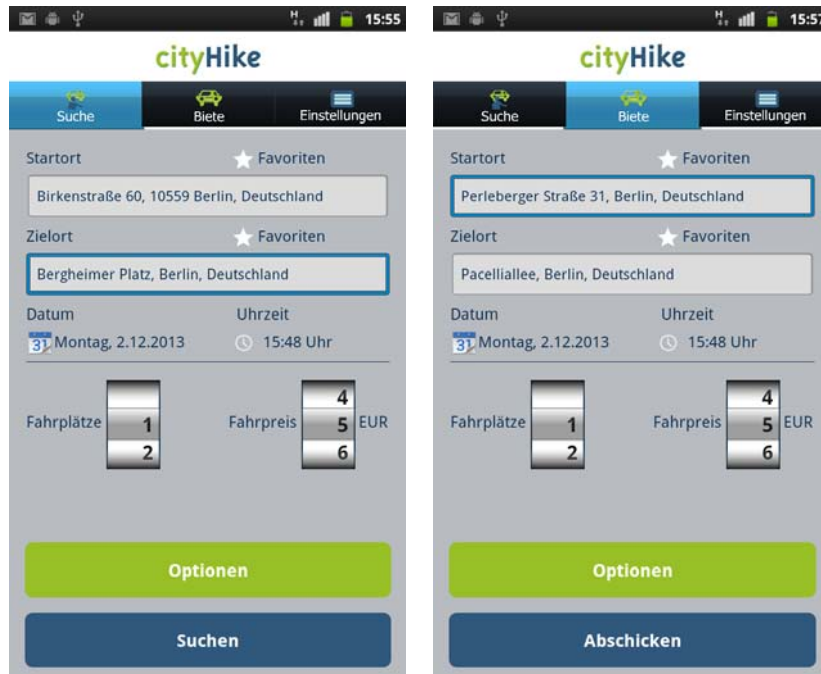 15:55
cityHike
Suche Biete Einstellungen
Startort Favoriten
Birkenstraße 60, 10559 Berlin, Deutschland
Zielort Favoriten
Bergheimer Platz, Berlin, Deutschland
Datum Uhrzeit
31 Montag, 2.12.2013 15:48 Uhr
4
Fahrplätze 1 Fahrpreis 5 EUR
2 6
Optionen
Suchen
H 15:57
cityHike
Suche Biete Einstellungen
Startort Favoriten
Perleberger Straße 31, Berlin, Deutschland
Zielort Favoriten
Pacelliallee, Berlin, Deutschland
Datum Uhrzeit
31 Montag, 2.12.2013 15:48 Uhr
4
Fahrplätze 1 Fahrpreis 5 EUR
2 6
Optionen
Abschicken